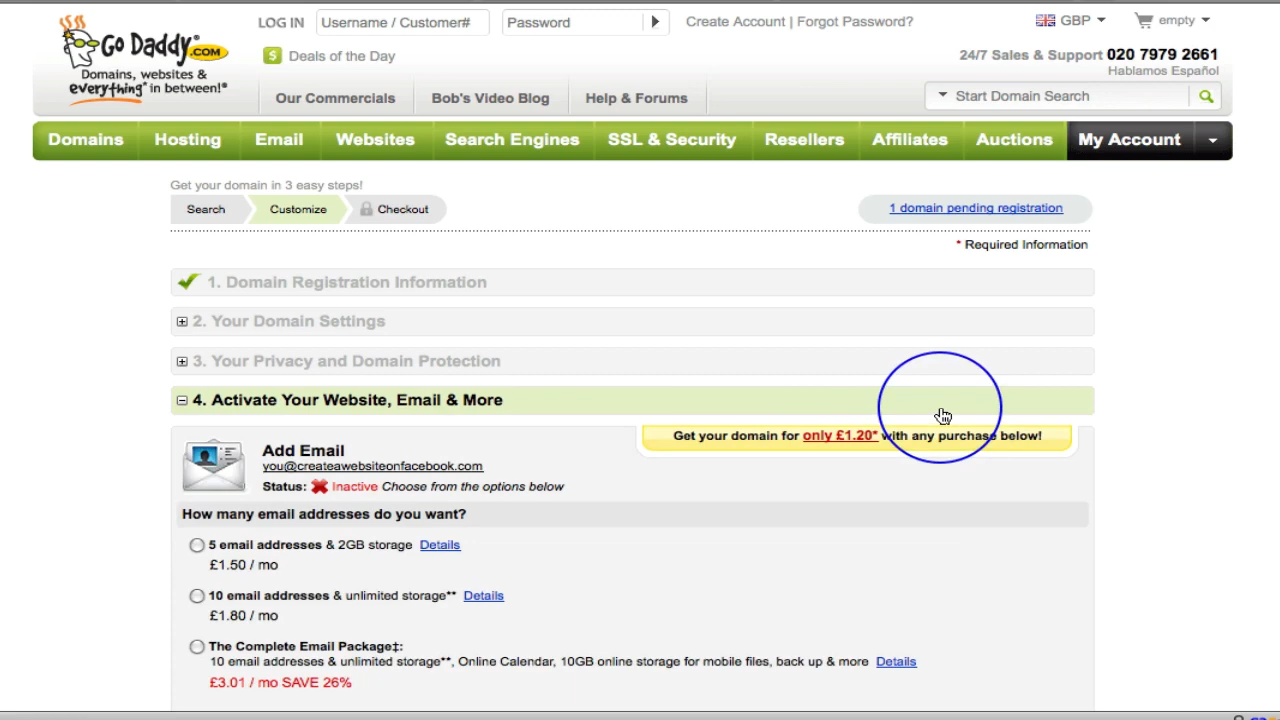 LOG IN Username / Customer# Password Create Account | Forgot Password? GBP empty
Go Daddy .COM
Domains, websites &
everything* in between!®
Deals of the Day
24/7 Sales & Support 020 7979 2661
Hablamos Español
Our Commercials Bob's Video Blog Help & Forums Start Domain Search
Domains Hosting Email Websites Search Engines SSL & Security Resellers Affiliates Auctions My Account
Get your domain in 3 easy steps!
Search Customize Checkout 1 domain pending registration
* Required Information
1. Domain Registration Information
2. Your Domain Settings
3. Your Privacy and Domain Protection
4. Activate Your Website, Email & More
Get your domain for only £1.20* with any purchase below!
Add Email
you@createawebsiteonfacebook.com
Status: Inactive Choose from the options below
How many email addresses do you want?
5 email addresses & 2GB storage Details
£1.50 / mo
10 email addresses & unlimited storage** Details
£1.80 / mo
The Complete Email Package‡:
10 email addresses & unlimited storage**, Online Calendar, 10GB online storage for mobile files, back up & more Details
£3.01 / mo SAVE 26%